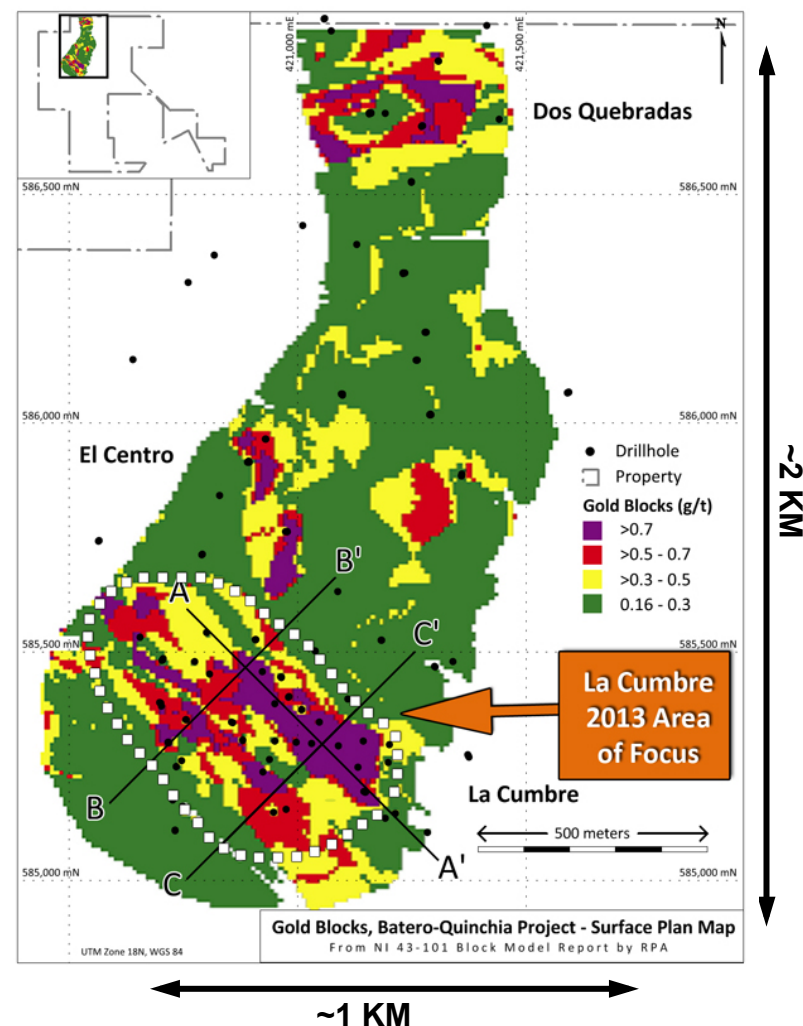 421,000 mE
421,500 mE
N
Dos Quebradas
586,500 mN
586,500 mN
586,000 mN
586,000 mN
El Centro
Drillhole
Property
Gold Blocks (g/t)
>0.7
>0.5 - 0.7
>0.3 - 0.5
0.16 - 0.3
~2 KM
B'
A
C'
585,500 mN
585,500 mN
La Cumbre
2013 Area
of Focus
La Cumbre
B
500 meters
A'
C
585,000 mN
585,000 mN
Gold Blocks, Batero-Quinchia Project - Surface Plan Map
From NI 43-101 Block Model Report by RPA
UTM Zone 18N, WGS 84
~1 KM